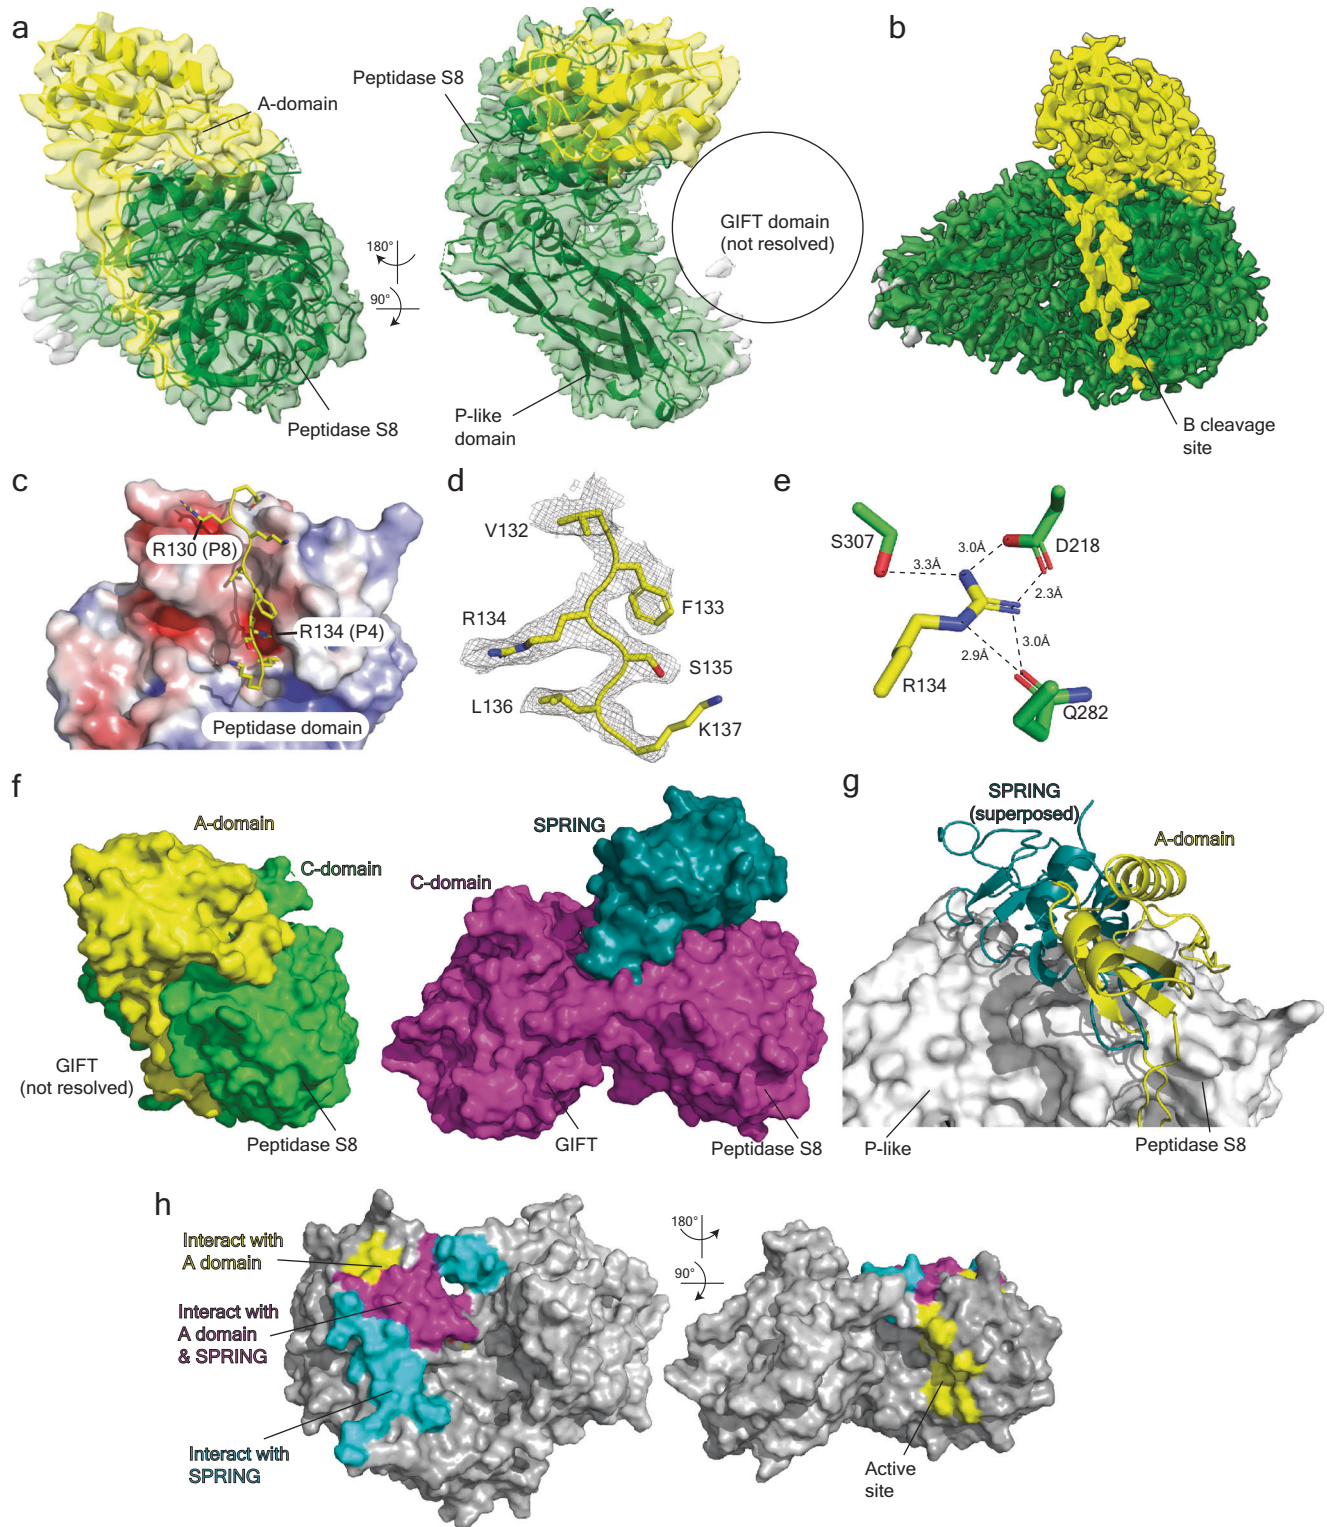 a
A-domain
Peptidase S8
180°
90°
Peptidase S8
GIFT domain
(not resolved)
P-like
domain
b
B cleavage
site
c
R130 (P8)
R134 (P4)
Peptidase domain
d
V132
F133
R134
S135
L136
K137
e
S307
D218
3.0Å
3.3Å
2.3Å
3.0Å
2.9Å
R134
Q282
f
A-domain
C-domain
GIFT
(not resolved)
Peptidase S8
SPRING
C-domain
GIFT
Peptidase S8
g
SPRING
(superposed)
A-domain
P-like
Peptidase S8
h
Interact with
A domain
Interact with
A domain
& SPRING
Interact with
SPRING
180°
90°
Active
site